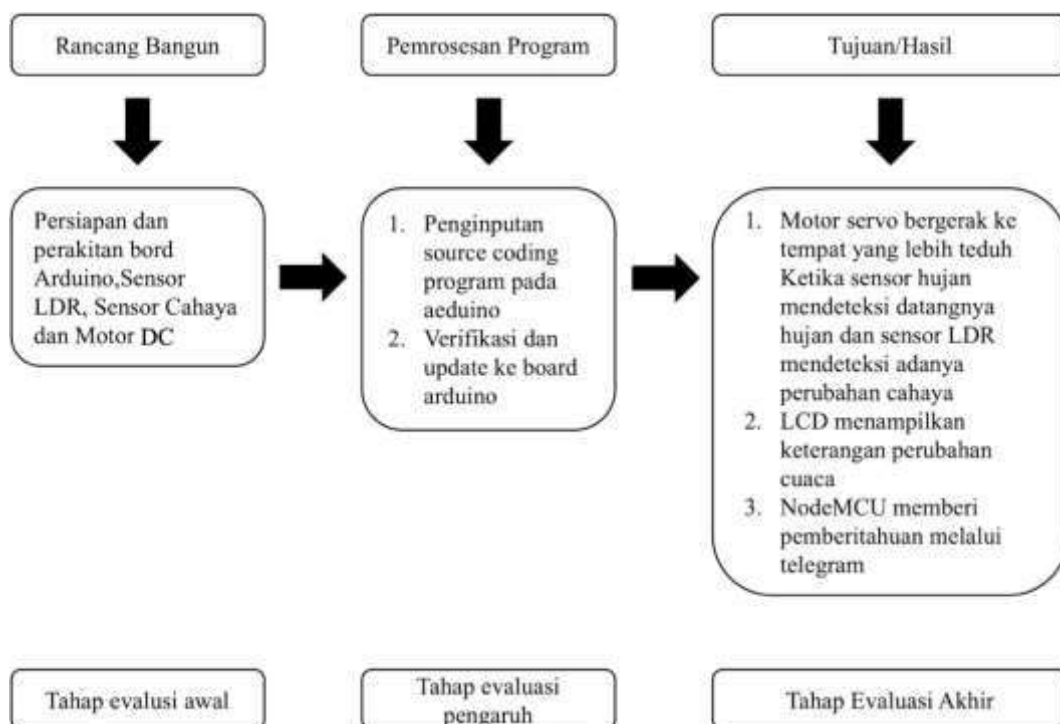 Rancang Bangun
Pemrosesan Program
Tujuan/Hasil
Persiapan dan
perakitan bord
Arduino,Sensor
LDR, Sensor Cahaya
dan Motor DC
1. Penginputan
source coding
program pada
aeduino
2. Verifikasi dan
update ke board
arduino
1. Motor servo bergerak ke
tempat yang lebih teduh
Ketika sensor hujan
mendeteksi datangnya
hujan dan sensor LDR
mendeteksi adanya
perubahan cahaya
2. LCD menampilkan
keterangan perubahan
cuaca
3. NodeMCU memberi
pemberitahuan melalui
telegram
Tahap evalusi awal
Tahap evaluasi
pengaruh
Tahap Evaluasi Akhir